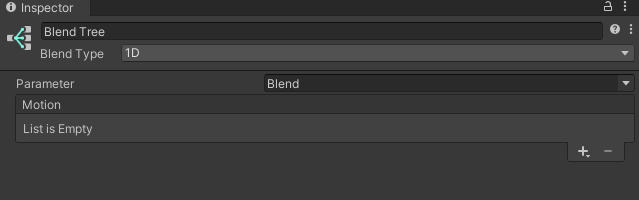 Inspector
Blend Tree
Blend Type 1D
Parameter Blend
Motion
List is Empty